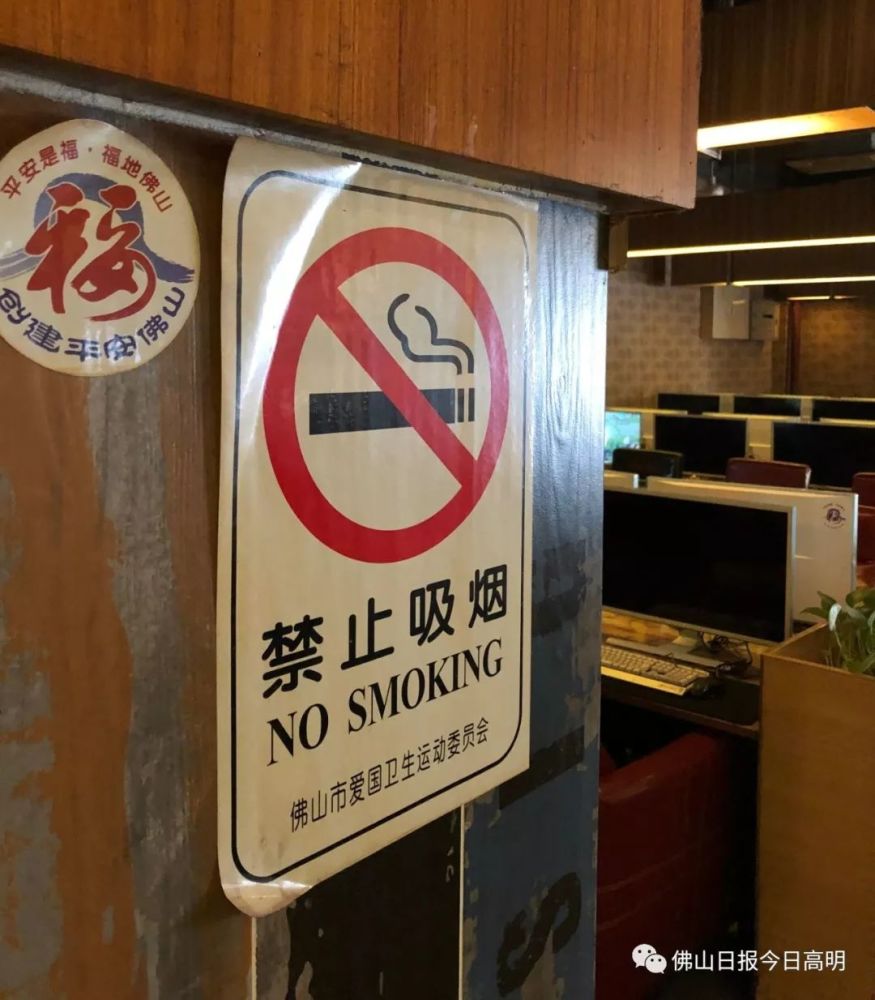 平安是福·福地佛山
福
创建平安佛山
禁止吸烟
NO SMOKING
佛山市爱国卫生运动委员会
S
佛山日报今日高明